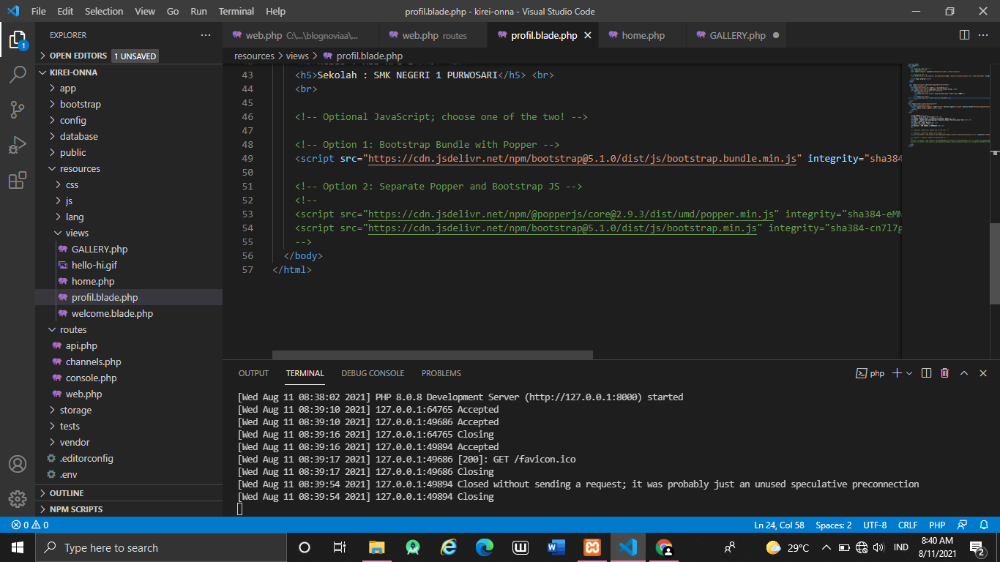 File Edit Selection View Go Run Terminal Help profil.blade.php - kirei-onna - Visual Studio Code
EXPLORER
web.php C:\...\blognoviaa\... web.php routes profil.blade.php home.php GALLERY.php
OPEN EDITORS 1 UNSAVED
resources > views > profil.blade.php
KIREI-ONNA
app
bootstrap
config
database
public
resources
css
js
lang
views
GALLERY.php
hello-hi.gif
home.php
profil.blade.php
welcome.blade.php
routes
api.php
channels.php
console.php
web.php
storage
tests
vendor
.editorconfig
.env
OUTLINE
NPM SCRIPTS
1
43 <h5>Sekolah : SMK NEGERI 1 PURWOSARI</h5> <br>
44 <br>
45
46 <!-- Optional JavaScript; choose one of the two! -->
47
48 <!-- Option 1: Bootstrap Bundle with Popper -->
49 <script src="https://cdn.jsdelivr.net/npm/bootstrap@5.1.0/dist/js/bootstrap.bundle.min.js" integrity="sha384
50
51 <!-- Option 2: Separate Popper and Bootstrap JS -->
52 <!--
53 <script src="https://cdn.jsdelivr.net/npm/@popperjs/core@2.9.3/dist/umd/popper.min.js" integrity="sha384-eMN
54 <script src="https://cdn.jsdelivr.net/npm/bootstrap@5.1.0/dist/js/bootstrap.min.js" integrity="sha384-cn7l7g
55 -->
56 </body>
57 </html>
OUTPUT TERMINAL DEBUG CONSOLE PROBLEMS php
[Wed Aug 11 08:38:02 2021] PHP 8.0.8 Development Server (http://127.0.0.1:8000) started
[Wed Aug 11 08:39:10 2021] 127.0.0.1:64765 Accepted
[Wed Aug 11 08:39:10 2021] 127.0.0.1:49686 Accepted
[Wed Aug 11 08:39:16 2021] 127.0.0.1:64765 Closing
[Wed Aug 11 08:39:16 2021] 127.0.0.1:49894 Accepted
[Wed Aug 11 08:39:17 2021] 127.0.0.1:49686 [200]: GET /favicon.ico
[Wed Aug 11 08:39:17 2021] 127.0.0.1:49686 Closing
[Wed Aug 11 08:39:54 2021] 127.0.0.1:49894 Closed without sending a request; it was probably just an unused speculative preconnection
[Wed Aug 11 08:39:54 2021] 127.0.0.1:49894 Closing
0 0 Ln 24, Col 58 Spaces: 2 UTF-8 CRLF PHP
Type here to search
29°C IND
8:40 AM
8/11/2021
2